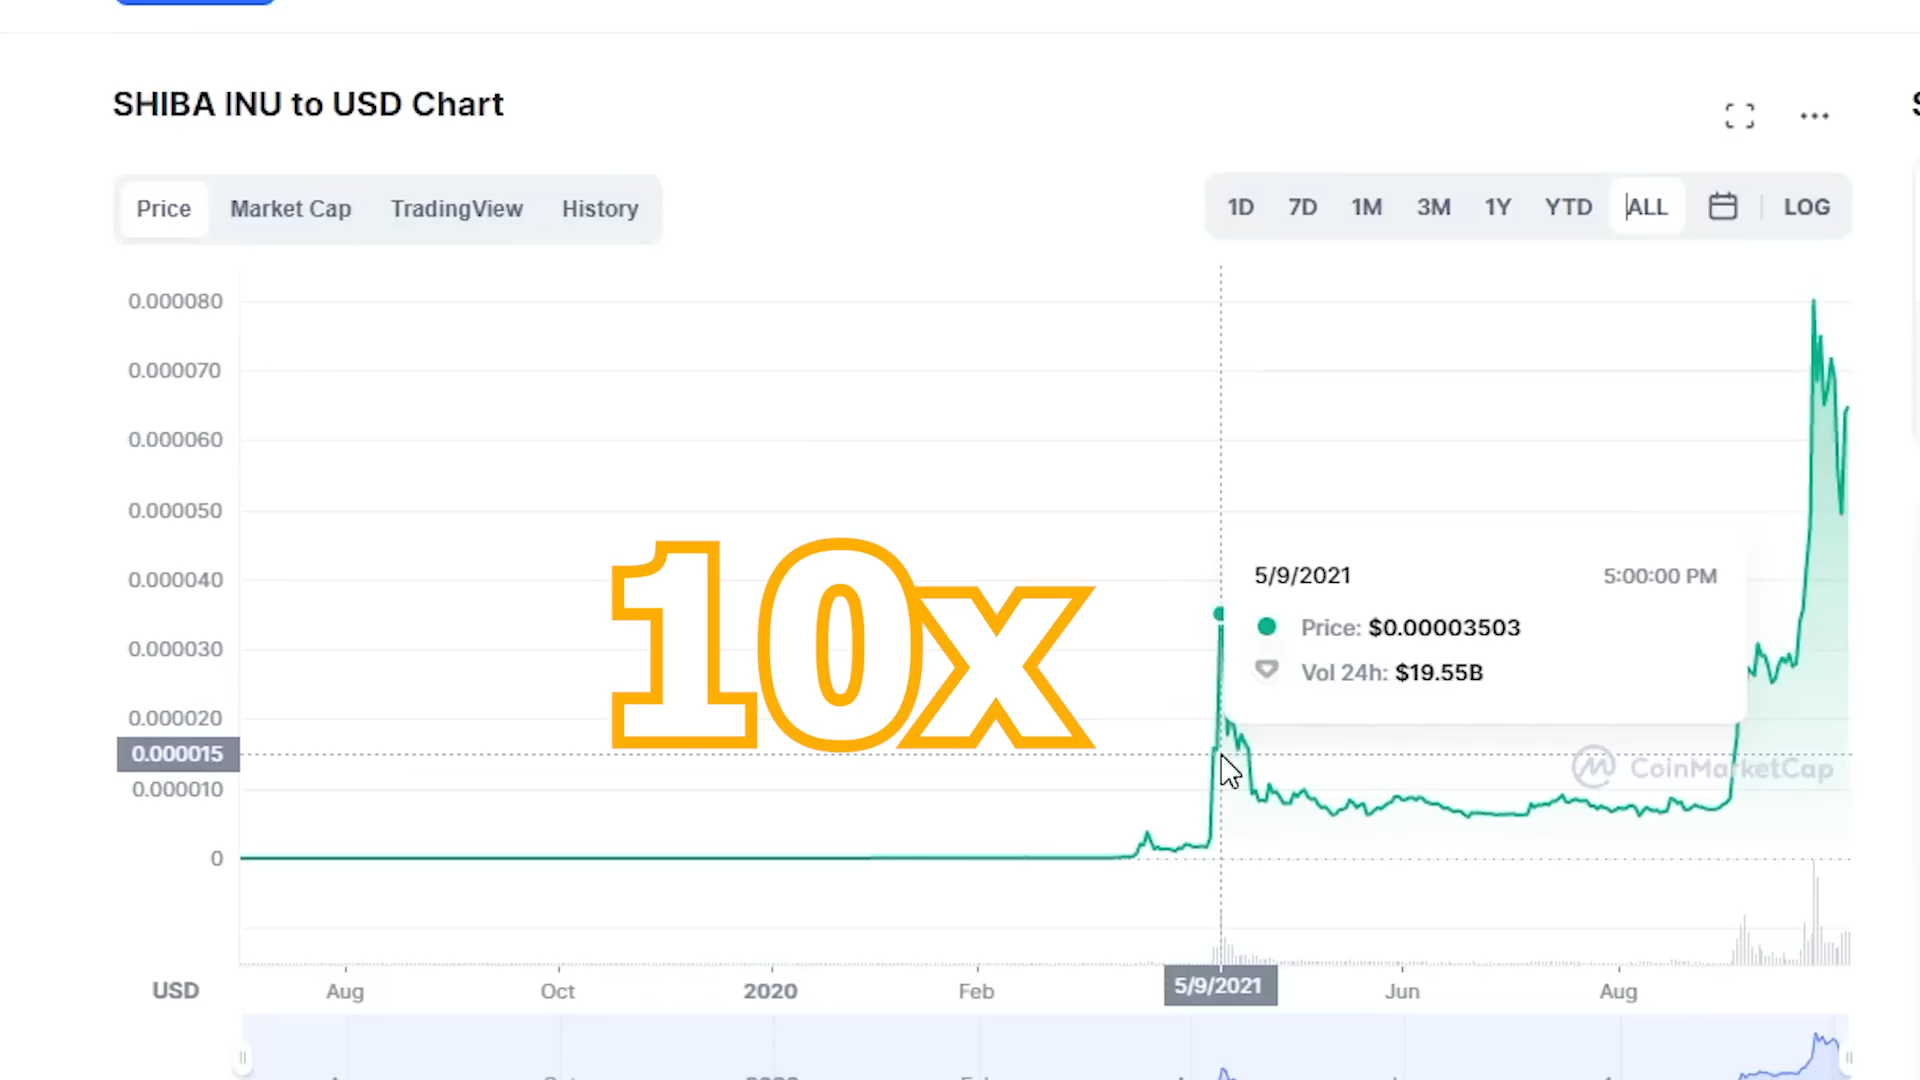 SHIBA INU to USD Chart
Price Market Cap TradingView History
1D 7D 1M 3M 1Y YTD ALL LOG
0.000080
0.000070
0.000060
0.000050
0.000040
0.000030
0.000020
0.000015
0.000010
0
10x
5/9/2021 5:00:00 PM
Price: $0.00003503
Vol 24h: $19.55B
CoinMarketCap
USD Aug Oct 2020 Feb 5/9/2021 Jun Aug